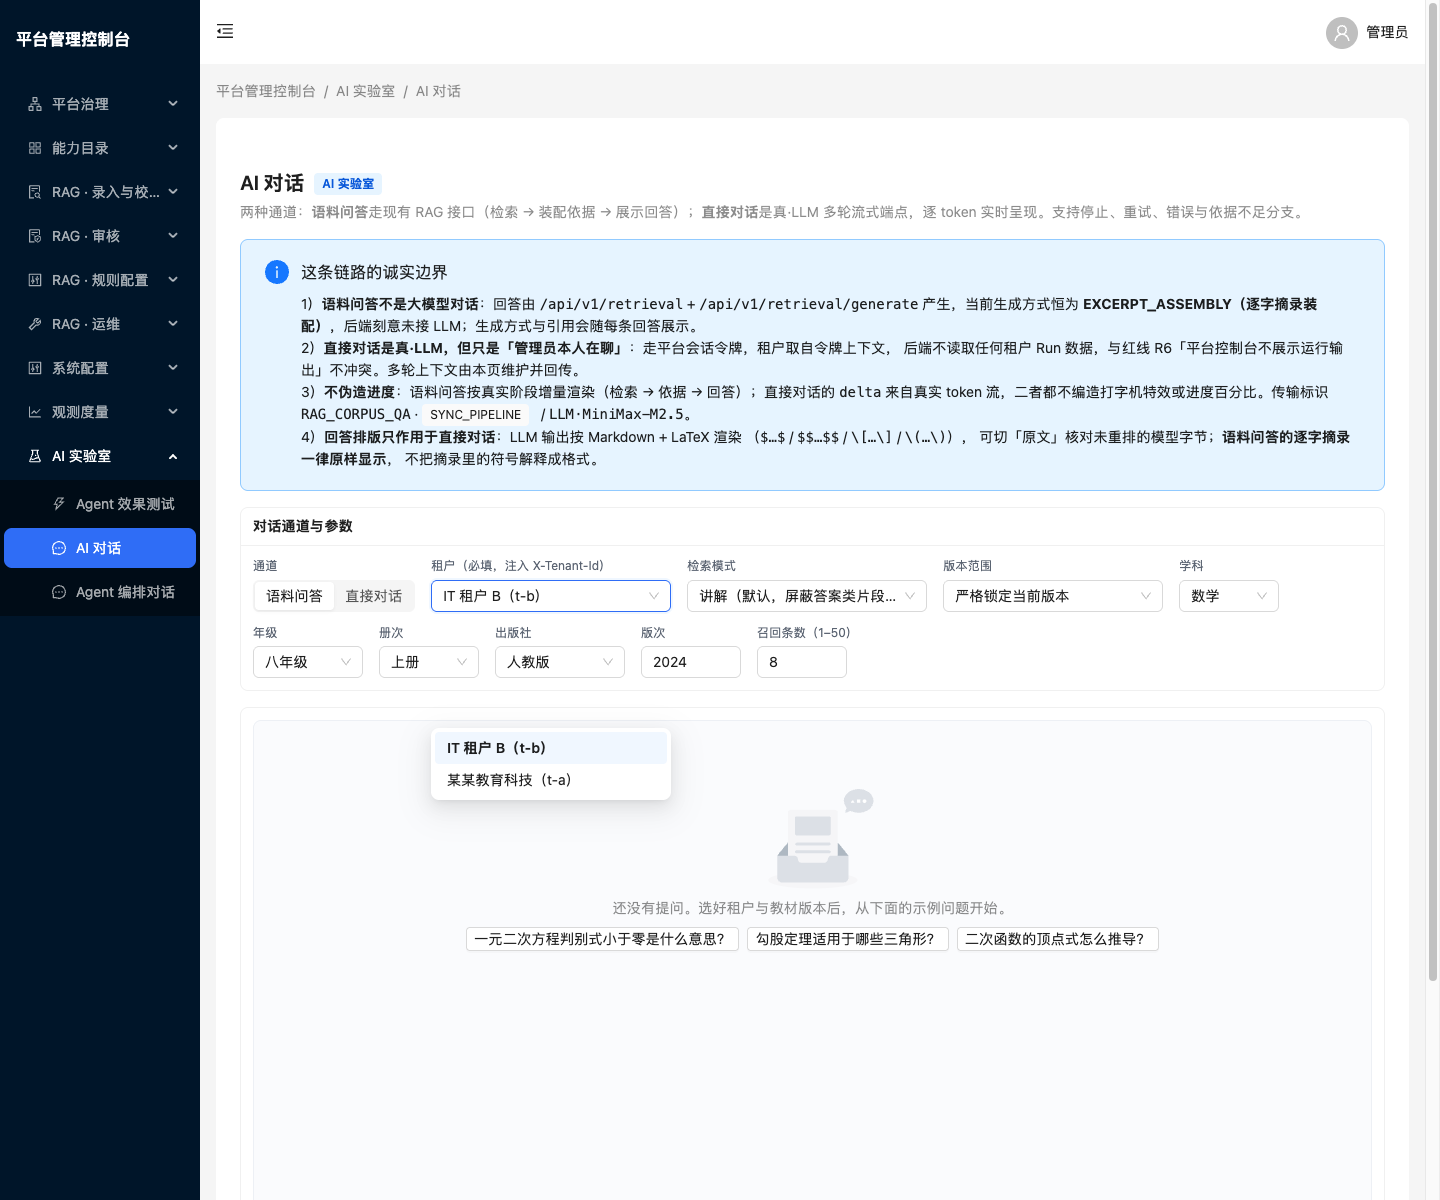 平台管理控制台
平台治理
能力目录
RAG · 录入与校...
RAG · 审核
RAG · 规则配置
RAG · 运维
系统配置
观测度量
AI 实验室
Agent 效果测试
AI 对话
Agent 编排对话
管理员
平台管理控制台 / AI 实验室 / AI 对话
AI 对话 AI 实验室
两种通道：语料问答走现有 RAG 接口（检索 → 装配依据 → 展示回答）；直接对话是真·LLM 多轮流式端点，逐 token 实时呈现。支持停止、重试、错误与依据不足分支。
这条链路的诚实边界
1）语料问答不是大模型对话：回答由 /api/v1/retrieval + /api/v1/retrieval/generate 产生，当前生成方式恒为 EXCERPT_ASSEMBLY（逐字摘录装
配），后端刻意未接 LLM；生成方式与引用会随每条回答展示。
2）直接对话是真·LLM，但只是「管理员本人在聊」：走平台会话令牌，租户取自令牌上下文， 后端不读取任何租户 Run 数据，与红线 R6「平台控制台不展示运行输
出」不冲突。多轮上下文由本页维护并回传。
3）不伪造进度：语料问答按真实阶段增量渲染（检索 → 依据 → 回答）；直接对话的 delta 来自真实 token 流，二者都不编造打字机特效或进度百分比。传输标识
RAG_CORPUS_QA · SYNC_PIPELINE / LLM·MiniMax-M2.5。
4）回答排版只作用于直接对话：LLM 输出按 Markdown + LaTeX 渲染 （$…$ / $$…$$ / \[…\] / \(…\)）， 可切「原文」核对未重排的模型字节；语料问答的逐字摘录
一律原样显示， 不把摘录里的符号解释成格式。
对话通道与参数
通道
语料问答 直接对话
租户（必填，注入 X-Tenant-Id）
IT 租户 B（t-b）
检索模式
讲解（默认，屏蔽答案类片段...
版本范围
严格锁定当前版本
学科
数学
年级
八年级
册次
上册
出版社
人教版
版次
2024
召回条数（1–50）
8
IT 租户 B（t-b）
某某教育科技（t-a）
还没有提问。选好租户与教材版本后，从下面的示例问题开始。
一元二次方程判别式小于零是什么意思？
勾股定理适用于哪些三角形？
二次函数的顶点式怎么推导？